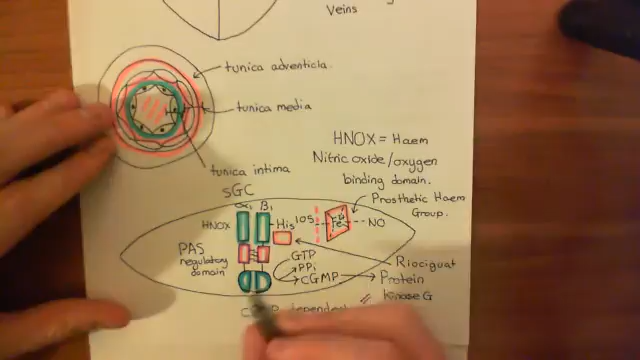 Veins
tunica adventicia.
tunica media
tunica intima
HNOX = Haem
Nitric oxide/oxygen
binding domain.
Prosthetic Haem
Group.
sGC
α₁ β₁
HNOX
His 105
Fe
NO
PAS
regulatory
domain
GTP
PPi
cGMP
Riociguat
Protein
kinase G
dependent